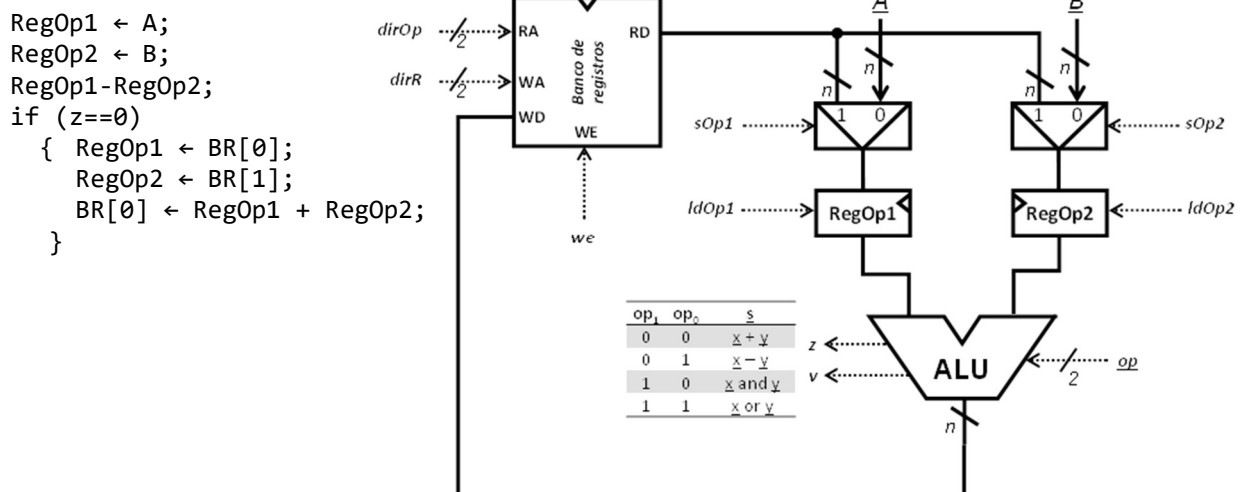 RegOp1 ← A;
RegOp2 ← B;
RegOp1-RegOp2;
if (z==0)
{ RegOp1 ← BR[0];
RegOp2 ← BR[1];
BR[0] ← RegOp1 + RegOp2;
}
dirOp
2
RA
dirR
2
WA
WD
WE
Banco de
registros
RD
we
A
B
n
n
n
n
1 0
1 0
sOp1
sOp2
ldOp1
RegOp1
RegOp2
ldOp2
op1 op0 s
0 0 x + y
0 1 x − y
1 0 x and y
1 1 x or y
z
v
ALU
op
2
n